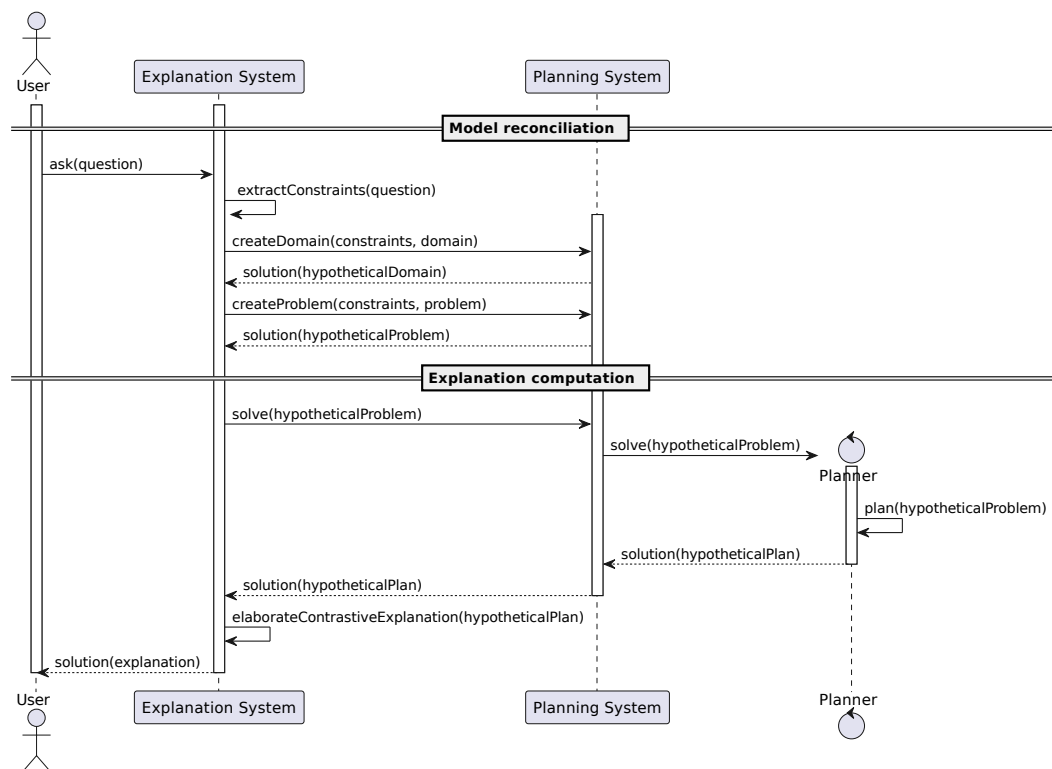 User
Explanation System
Planning System
Model reconciliation
ask(question)
extractConstraints(question)
createDomain(constraints, domain)
solution(hypotheticalDomain)
createProblem(constraints, problem)
solution(hypotheticalProblem)
Explanation computation
solve(hypotheticalProblem)
solve(hypotheticalProblem)
Planner
plan(hypotheticalProblem)
solution(hypotheticalPlan)
solution(hypotheticalPlan)
elaborateContrastiveExplanation(hypotheticalPlan)
solution(explanation)
User
Explanation System
Planning System
Planner